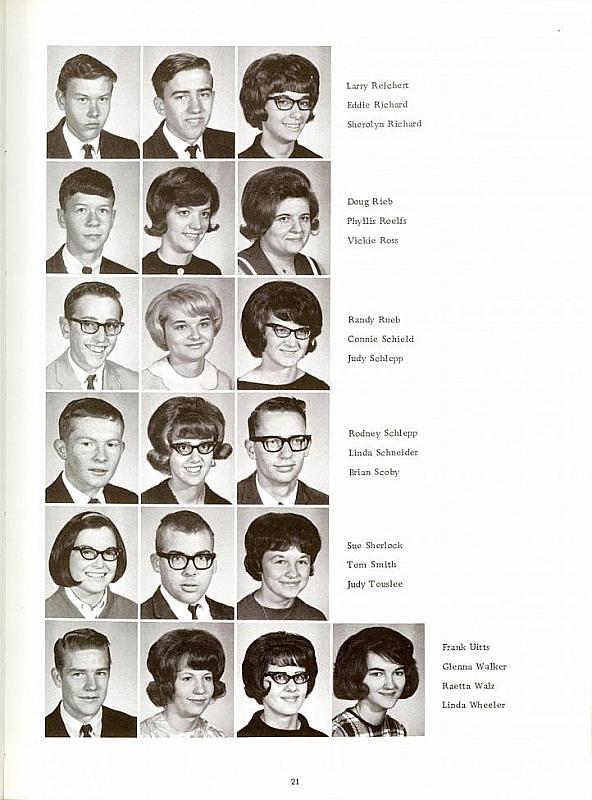 Larry Reichert
Eddie Richard
Sherolyn Richard
Doug Rieb
Phyllis Roelfs
Vickie Ross
Randy Rueb
Connie Schield
Judy Schlepp
Rodney Schlepp
Linda Schneider
Brian Scoby
Sue Sherlock
Tom Smith
Judy Touslee
Frank Uitts
Glenna Walker
Raetta Walz
Linda Wheeler
21